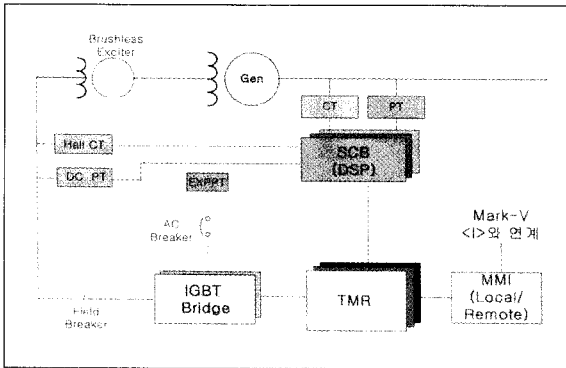 Brushless
Exciter
Gen
CT
PT
Hall CT
SCB
(DSP)
DC PT
EXPPT
AC
Breaker
Mark-V
<I>와 연계
IGBT
Bridge
TMR
MMI
(Local/
Remote)
Field
Breaker